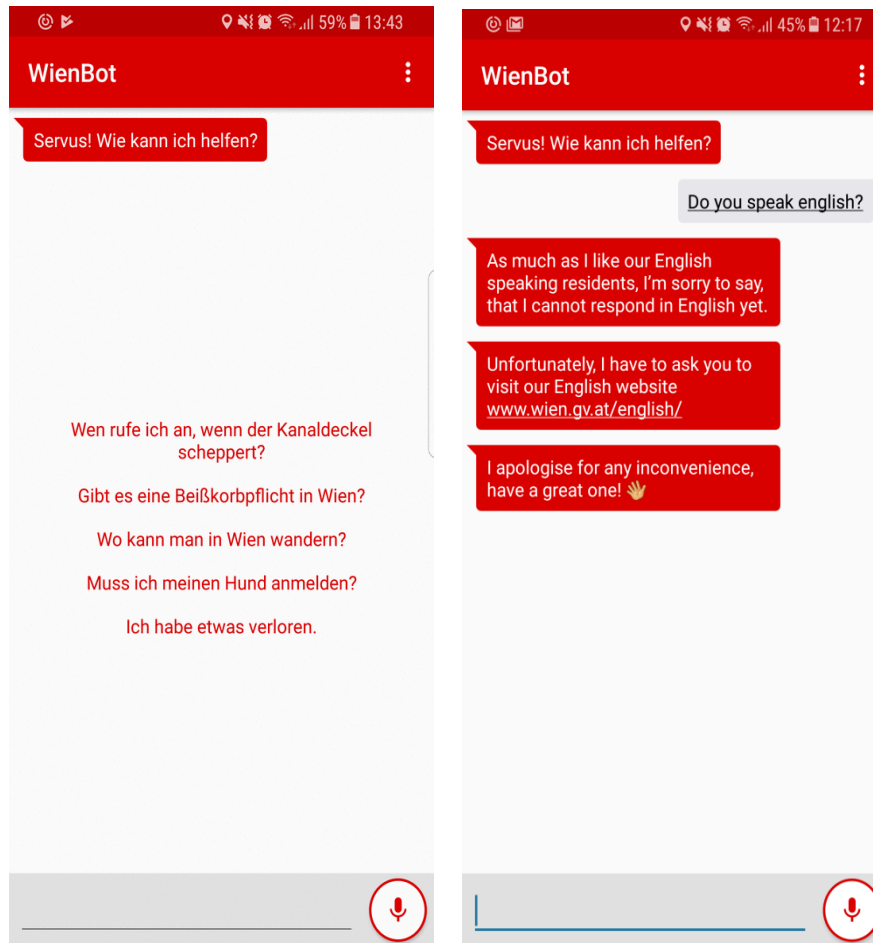 59% 13:43
WienBot
Servus! Wie kann ich helfen?
Wen rufe ich an, wenn der Kanaldeckel
scheppert?
Gibt es eine Beißkorbpflicht in Wien?
Wo kann man in Wien wandern?
Muss ich meinen Hund anmelden?
Ich habe etwas verloren.
45% 12:17
WienBot
Servus! Wie kann ich helfen?
Do you speak english?
As much as I like our English
speaking residents, I'm sorry to say,
that I cannot respond in English yet.
Unfortunately, I have to ask you to
visit our English website
www.wien.gv.at/english/
I apologise for any inconvenience,
have a great one! 👋🏼